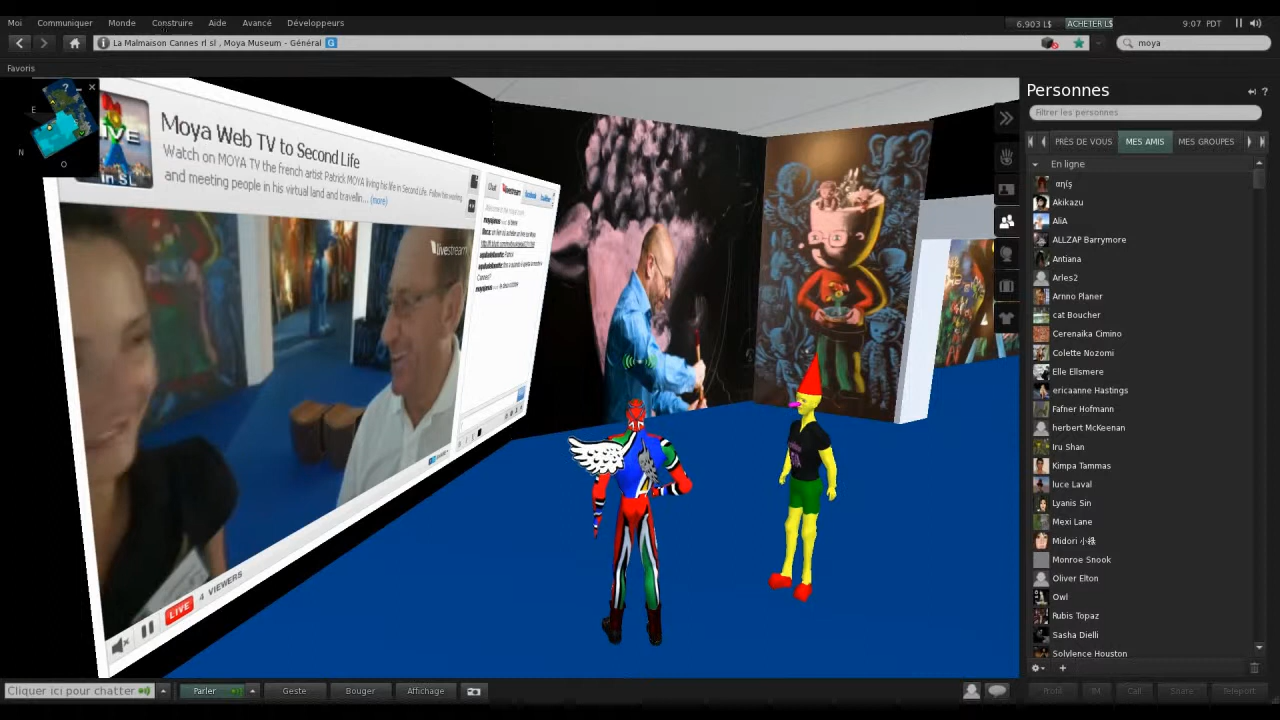 Moi Communiquer Monde Construire Aide Avancé Développeurs 6,903 L$ ACHETER L$ 9:07 PDT
La Malmaison Cannes rl sl , Moya Museum - Général G moya
Favoris
Personnes
Filtrer les personnes
PRÈS DE VOUS MES AMIS MES GROUPES
En ligne
αηίş
Akikazu
AliA
ALLZAP Barrymore
Antiana
Arles2
Arnno Planer
cat Boucher
Cerenaika Cimino
Colette Nozomi
Elle Ellsmere
ericaanne Hastings
Fafner Hofmann
herbert McKeenan
Iru Shan
Kimpa Tammas
luce Laval
Lyanis Sin
Mexi Lane
Midori 小綠
Monroe Snook
Oliver Elton
Owl
Rubis Topaz
Sasha Dielli
Solylence Houston
E
N
O
LIVE
in SL
Moya Web TV to Second Life
Watch on MOYA TV the french artist Patrick MOYA living his life in Second Life. Follow him working
and meeting people in his virtual land and travellin... (more)
Chat livestream facebook twitter
livestream
LIVE 4 VIEWERS
Cliquer ici pour chatter Parler Geste Bouger Affichage
Profil IM Call Share Teleport